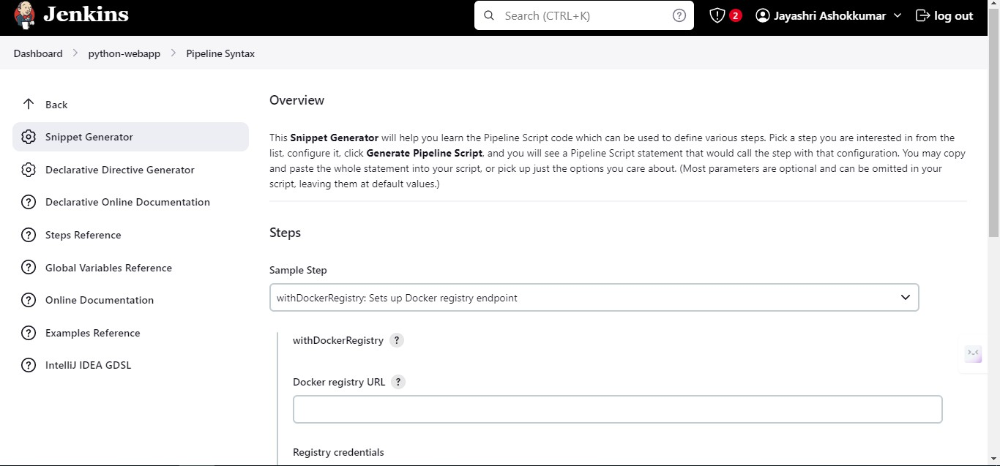 Jenkins
Search (CTRL+K)
?
2
Jayashri Ashokkumar
log out
Dashboard > python-webapp > Pipeline Syntax
Back
Snippet Generator
Declarative Directive Generator
? Declarative Online Documentation
? Steps Reference
? Global Variables Reference
? Online Documentation
? Examples Reference
? IntelliJ IDEA GDSL
Overview
This Snippet Generator will help you learn the Pipeline Script code which can be used to define various steps. Pick a step you are interested in from the
list, configure it, click Generate Pipeline Script, and you will see a Pipeline Script statement that would call the step with that configuration. You may copy
and paste the whole statement into your script, or pick up just the options you care about. (Most parameters are optional and can be omitted in your
script, leaving them at default values.)
Steps
Sample Step
withDockerRegistry: Sets up Docker registry endpoint
withDockerRegistry ?
Docker registry URL ?
Registry credentials